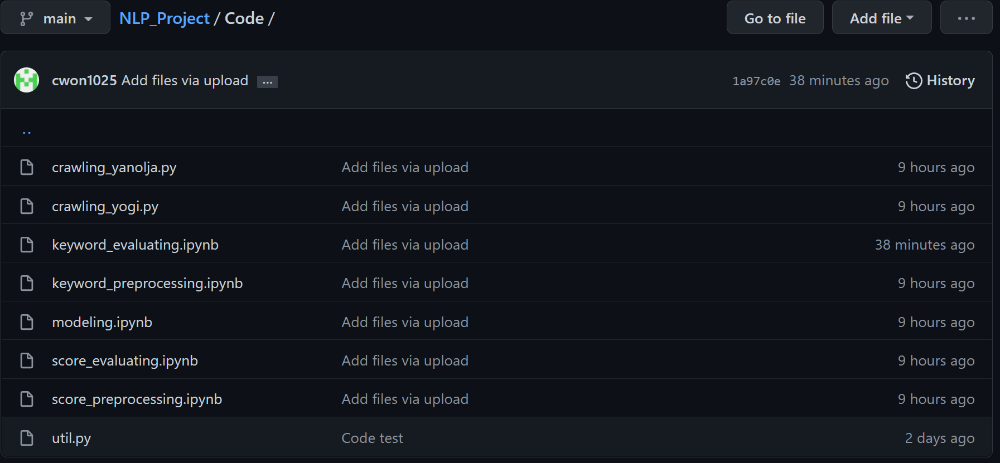 main NLP_Project / Code / Go to file Add file ...
cwon1025 Add files via upload ... 1a97c0e 38 minutes ago History
..
crawling_yanolja.py Add files via upload 9 hours ago
crawling_yogi.py Add files via upload 9 hours ago
keyword_evaluating.ipynb Add files via upload 38 minutes ago
keyword_preprocessing.ipynb Add files via upload 9 hours ago
modeling.ipynb Add files via upload 9 hours ago
score_evaluating.ipynb Add files via upload 9 hours ago
score_preprocessing.ipynb Add files via upload 9 hours ago
util.py Code test 2 days ago